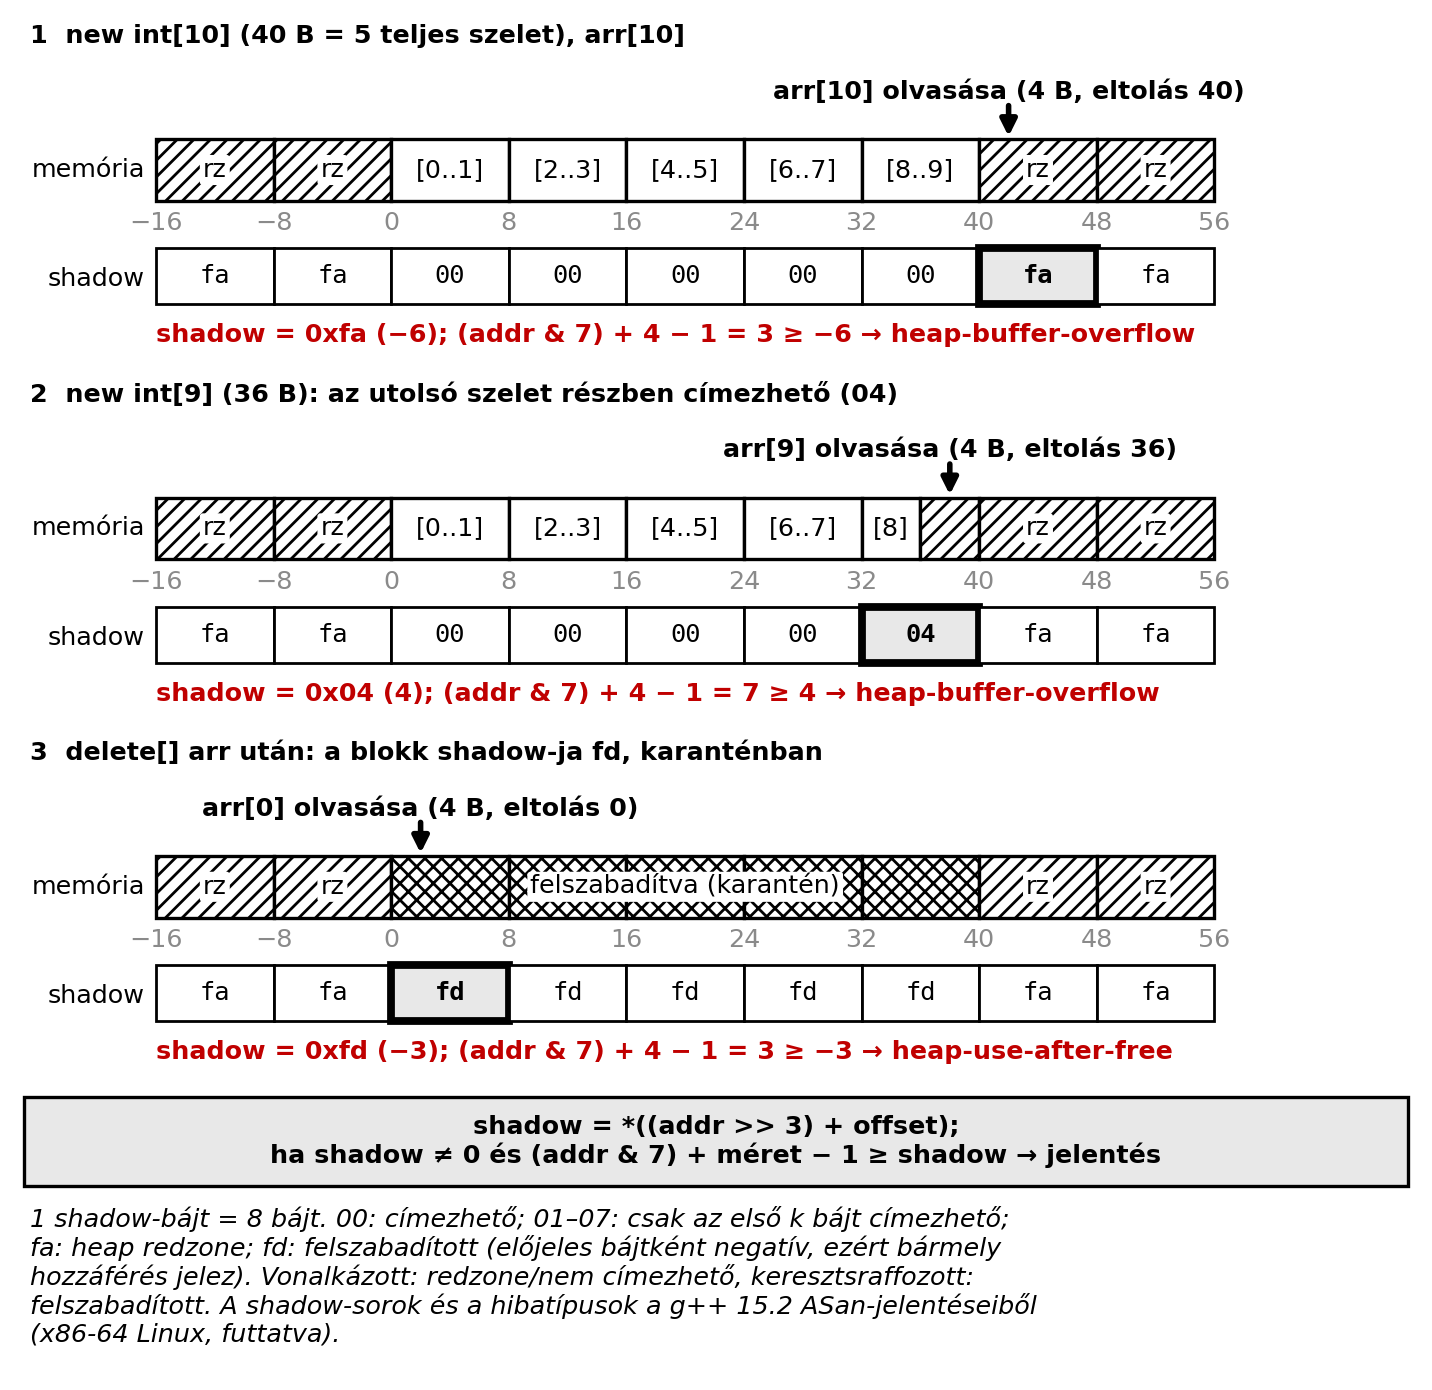 1  new int[10] (40 B = 5 teljes szelet), arr[10]
arr[10] olvasása (4 B, eltolás 40)
memória rz rz [0..1] [2..3] [4..5] [6..7] [8..9] rz rz
−16 −8 0 8 16 24 32 40 48 56
shadow fa fa 00 00 00 00 00 fa fa
shadow = 0xfa (−6); (addr & 7) + 4 − 1 = 3 ≥ −6 → heap-buffer-overflow
2  new int[9] (36 B): az utolsó szelet részben címezhető (04)
arr[9] olvasása (4 B, eltolás 36)
memória rz rz [0..1] [2..3] [4..5] [6..7] [8] rz rz
−16 −8 0 8 16 24 32 40 48 56
shadow fa fa 00 00 00 00 04 fa fa
shadow = 0x04 (4); (addr & 7) + 4 − 1 = 7 ≥ 4 → heap-buffer-overflow
3  delete[] arr után: a blokk shadow-ja fd, karanténban
arr[0] olvasása (4 B, eltolás 0)
memória rz rz felszabadítva (karantén) rz rz
−16 −8 0 8 16 24 32 40 48 56
shadow fa fa fd fd fd fd fd fa fa
shadow = 0xfd (−3); (addr & 7) + 4 − 1 = 3 ≥ −3 → heap-use-after-free
shadow = *((addr >> 3) + offset);
ha shadow ≠ 0 és (addr & 7) + méret − 1 ≥ shadow → jelentés
1 shadow-bájt = 8 bájt. 00: címezhető; 01–07: csak az első k bájt címezhető;
fa: heap redzone; fd: felszabadított (előjeles bájtként negatív, ezért bármely
hozzáférés jelez). Vonalkázott: redzone/nem címezhető, keresztsraffozott:
felszabadított. A shadow-sorok és a hibatípusok a g++ 15.2 ASan-jelentéseiből
(x86-64 Linux, futtatva).